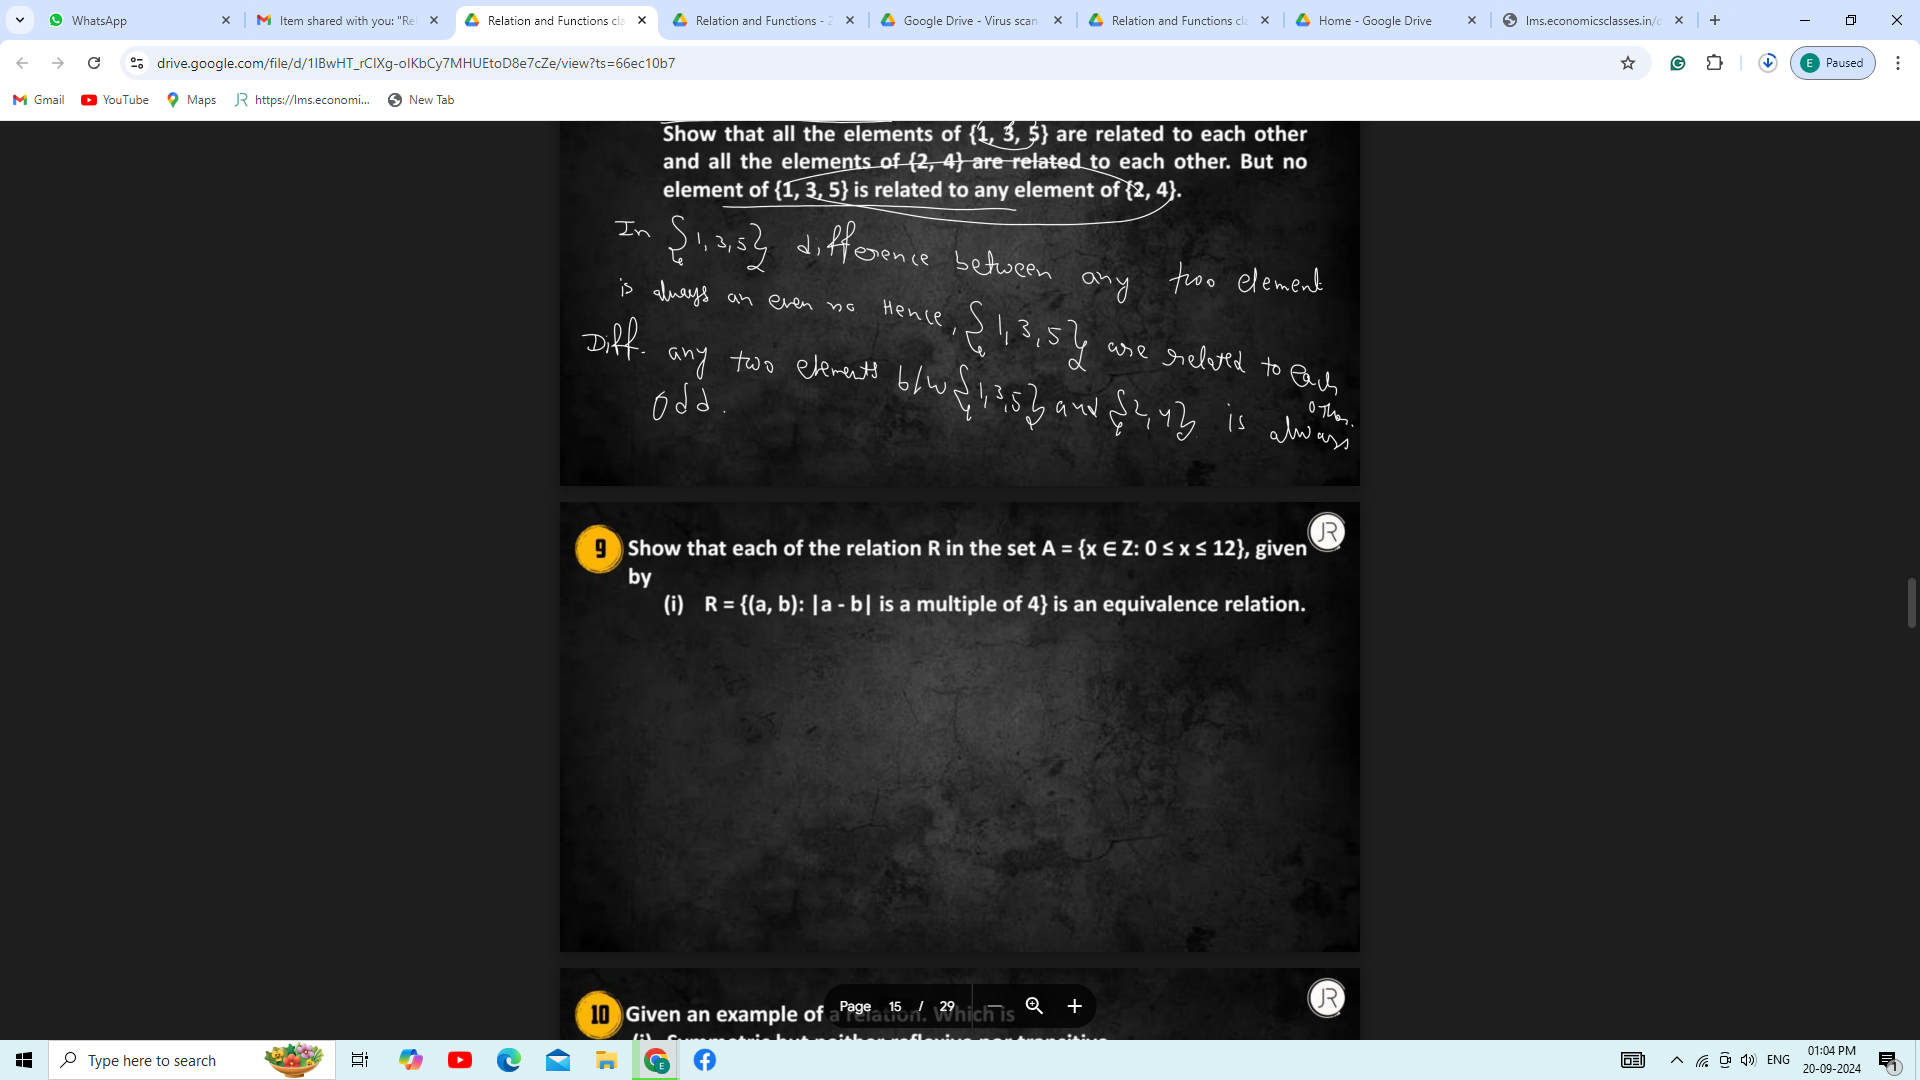 WhatsApp
Item shared with you: "Re
Relation and Functions cla
Relation and Functions - 2
Google Drive - Virus scan
Relation and Functions cla
Home - Google Drive
lms.economicsclasses.in/c
drive.google.com/file/d/1IBwHT_rClXg-oIKbCy7MHUEtoD8e7cZe/view?ts=66ec10b7
E Paused
Gmail
YouTube
Maps
https://lms.economi...
New Tab
Show that all the elements of {1, 3, 5} are related to each other
and all the elements of {2, 4} are related to each other. But no
element of {1, 3, 5} is related to any element of {2, 4}.
In {1,3,5} difference between any two element
is always an even no Hence, {1,3,5} are related to each other.
Diff. any two elements b/w {1,3,5} and {2,4} is always
odd.
JR
9 Show that each of the relation R in the set A = {x ∈ Z: 0 ≤ x ≤ 12}, given
by
(i) R = {(a, b): |a - b| is a multiple of 4} is an equivalence relation.
JR
10 Given an example of a relation. Which is
(i) Symmetric but neither reflexive nor transitive
Page 15 / 29
Type here to search
ENG
01:04 PM
20-09-2024
1